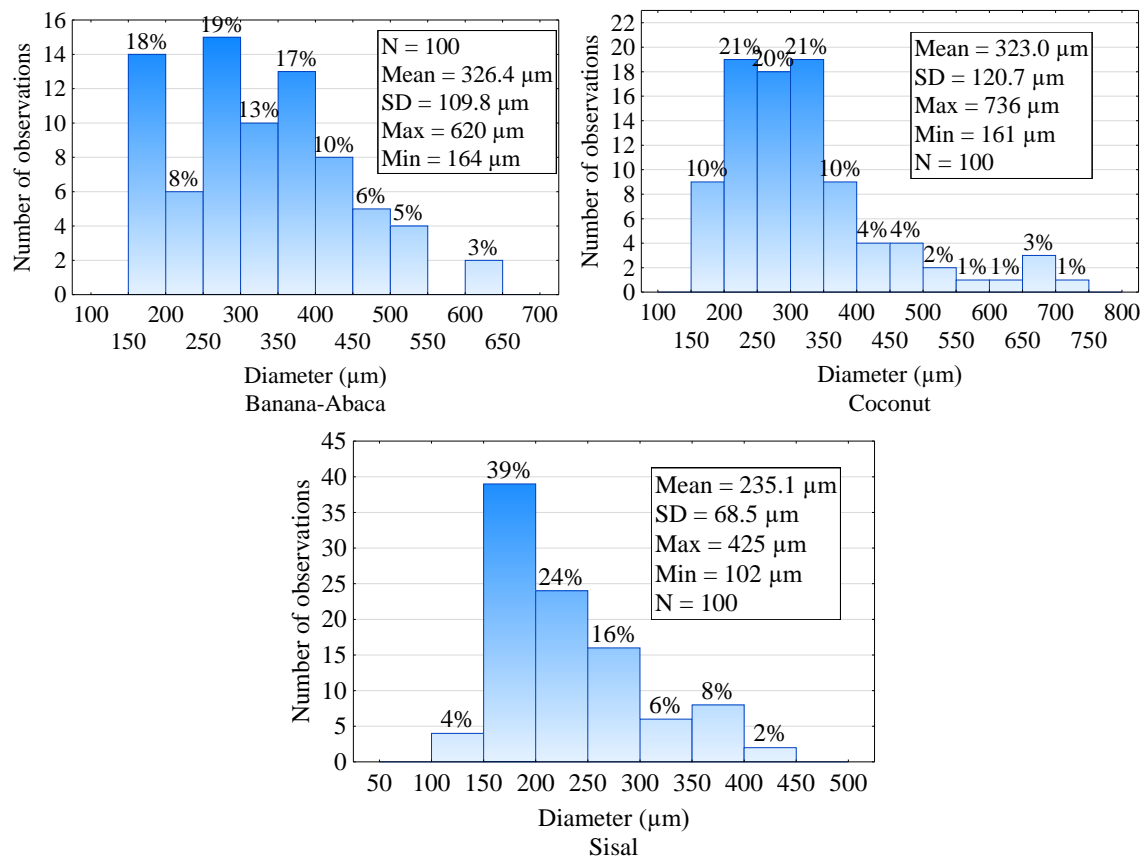 Number of observations
16
14
12
10
8
6
4
2
0
18%
8%
19%
13%
17%
10%
6%
5%
3%
N = 100
Mean = 326.4 µm
SD = 109.8 µm
Max = 620 µm
Min = 164 µm
100 200 300 400 500 600 700
150 250 350 450 550 650
Diameter (µm)
Banana-Abaca
Number of observations
22
20
18
16
14
12
10
8
6
4
2
0
10%
21%
20%
21%
10%
4%
4%
2%
1%
1%
3%
1%
Mean = 323.0 µm
SD = 120.7 µm
Max = 736 µm
Min = 161 µm
N = 100
100 200 300 400 500 600 700 800
150 250 350 450 550 650 750
Diameter (µm)
Coconut
Number of observations
45
40
35
30
25
20
15
10
5
0
4%
39%
24%
16%
6%
8%
2%
Mean = 235.1 µm
SD = 68.5 µm
Max = 425 µm
Min = 102 µm
N = 100
50 100 150 200 250 300 350 400 450 500
Diameter (µm)
Sisal